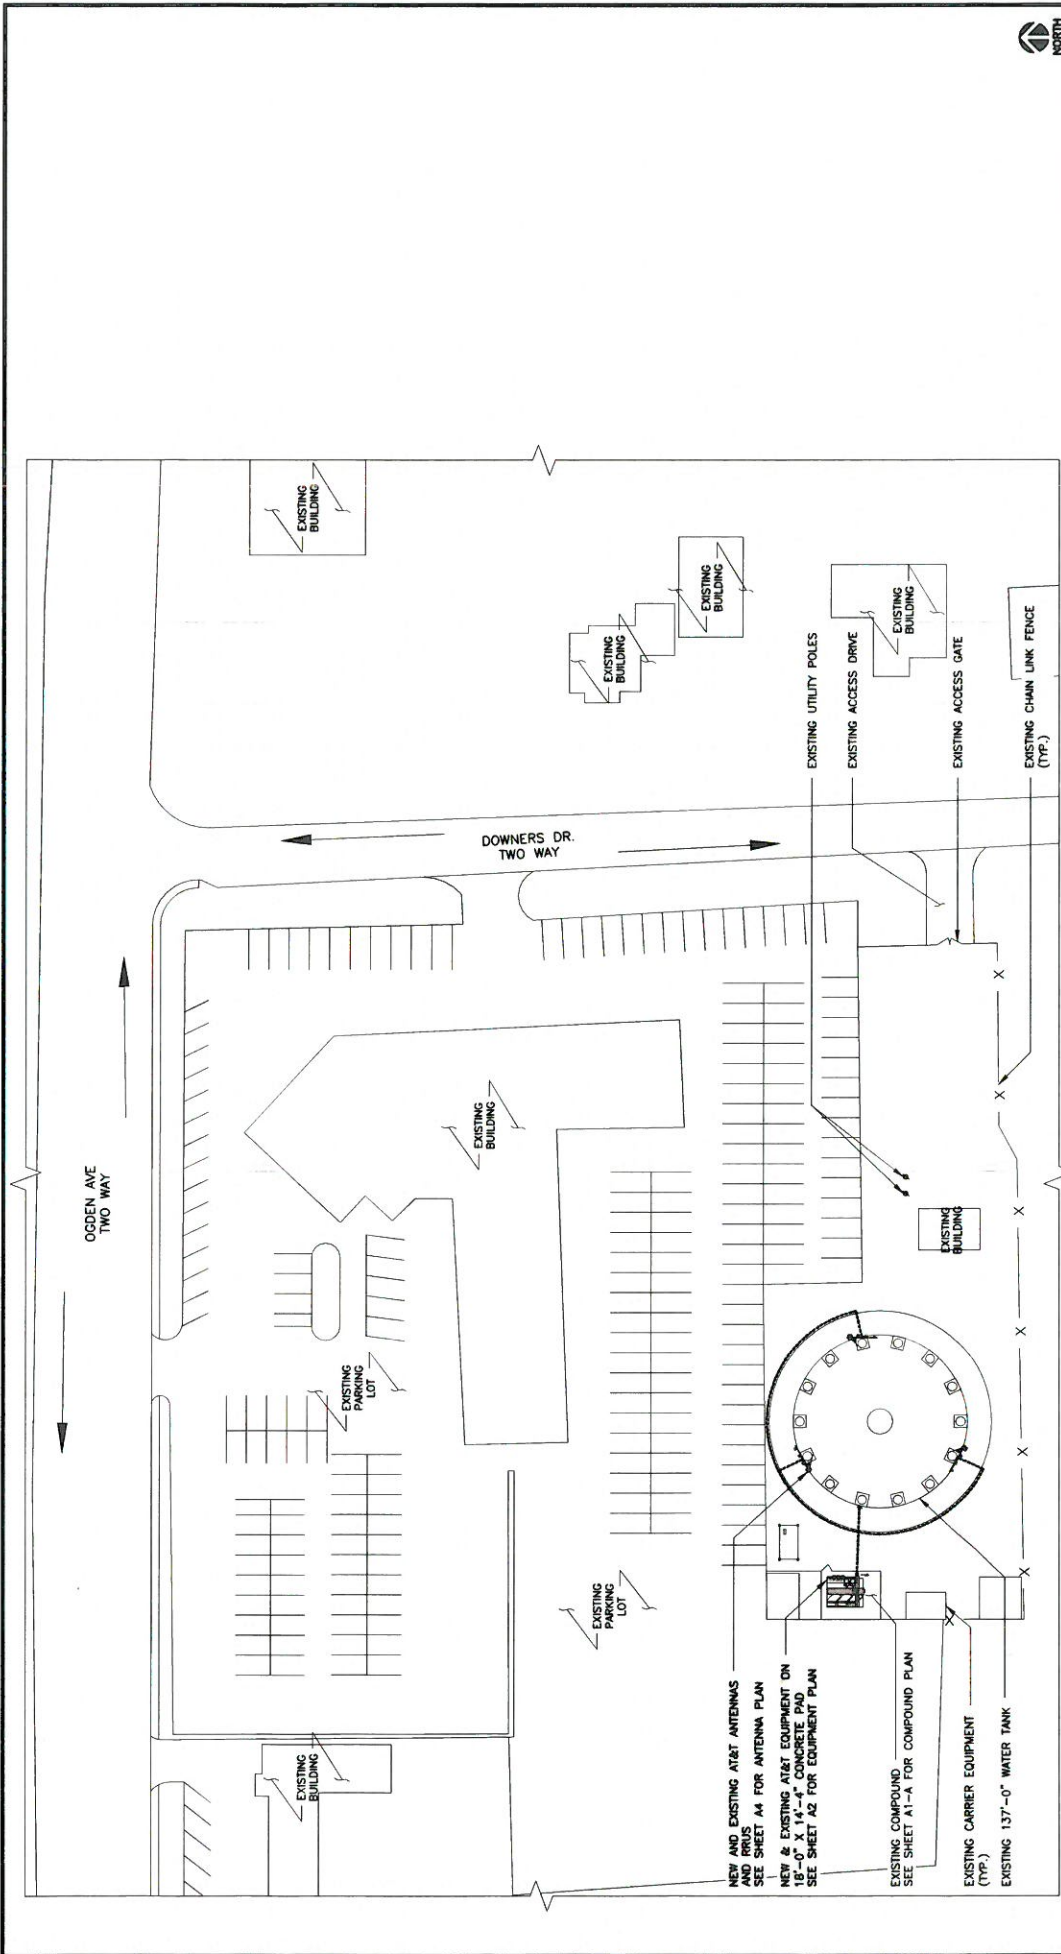 NORTH
OGDEN AVE
TWO WAY
EXISTING
BUILDING
EXISTING
BUILDING
EXISTING
BUILDING
EXISTING
BUILDING
DOWNERS DR.
TWO WAY
EXISTING UTILITY POLES
EXISTING ACCESS DRIVE
EXISTING ACCESS GATE
EXISTING CHAIN LINK FENCE
(TYP.)
EXISTING
BUILDING
EXISTING
PARKING
LOT
EXISTING
PARKING
LOT
EXISTING
BUILDING
EXISTING
BUILDING
X
X
X
X
X
X
X
NEW AND EXISTING AT&T ANTENNAS
AND RRUS
SEE SHEET A4 FOR ANTENNA PLAN
NEW & EXISTING AT&T EQUIPMENT ON
18'-0" X 14'-4" CONCRETE PAD
SEE SHEET A2 FOR EQUIPMENT PLAN
EXISTING COMPOUND
SEE SHEET A1-A FOR COMPOUND PLAN
EXISTING CARRIER EQUIPMENT
(TYP.)
EXISTING 137'-0" WATER TANK